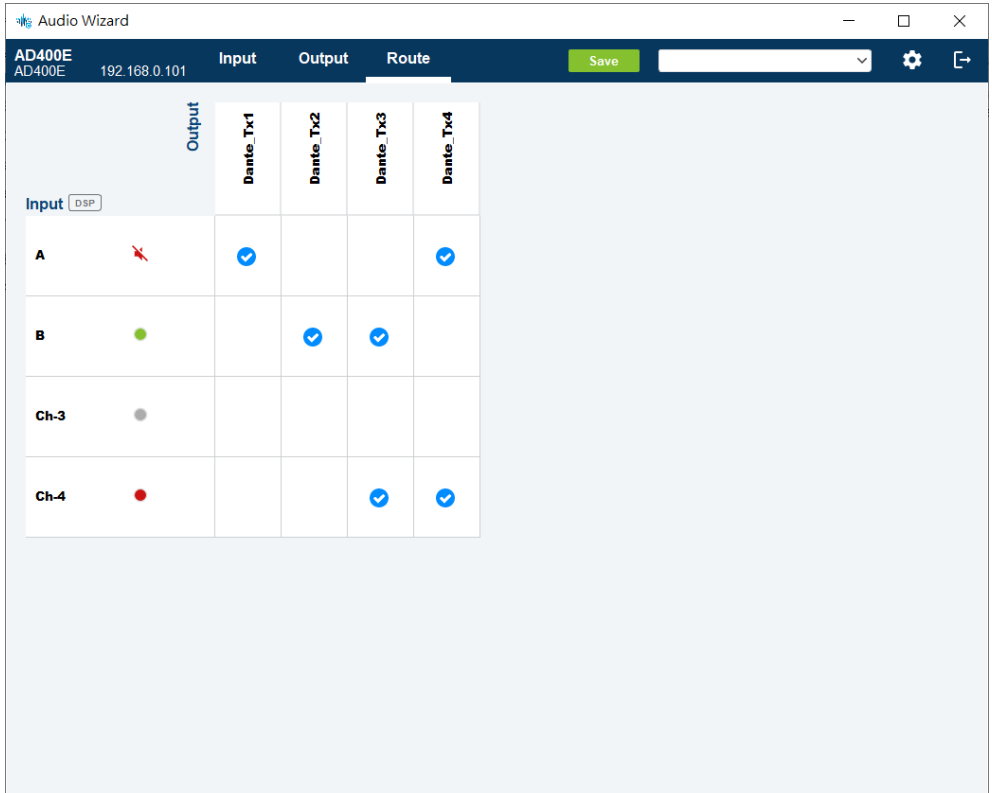 Audio Wizard
AD400E
AD400E 192.168.0.101
Input Output Route Save
Output
Dante_Tx1
Dante_Tx2
Dante_Tx3
Dante_Tx4
Input DSP
A
B
Ch-3
Ch-4